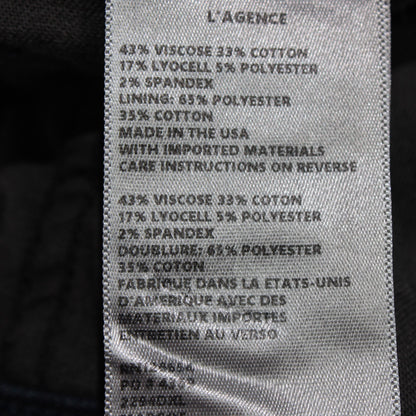 L'AGENCE
43% VISCOSE 33% COTTON
17% LYOCELL 5% POLYESTER
2% SPANDEX
LINING: 65% POLYESTER
35% COTTON
MADE IN THE USA
WITH IMPORTED MATERIALS
CARE INSTRUCTIONS ON REVERSE
43% VISCOSE 33% COTON
17% LYOCELL 5% POLYESTER
2% SPANDEX
DOUBLURE: 65% POLYESTER
35% COTON
FABRIQUE DANS LA ETATS-UNIS
D'AMERIQUE AVEC DES
MATERIAUX IMPORTES
ENTRETIEN AU VERSO
PO #
2294DXL